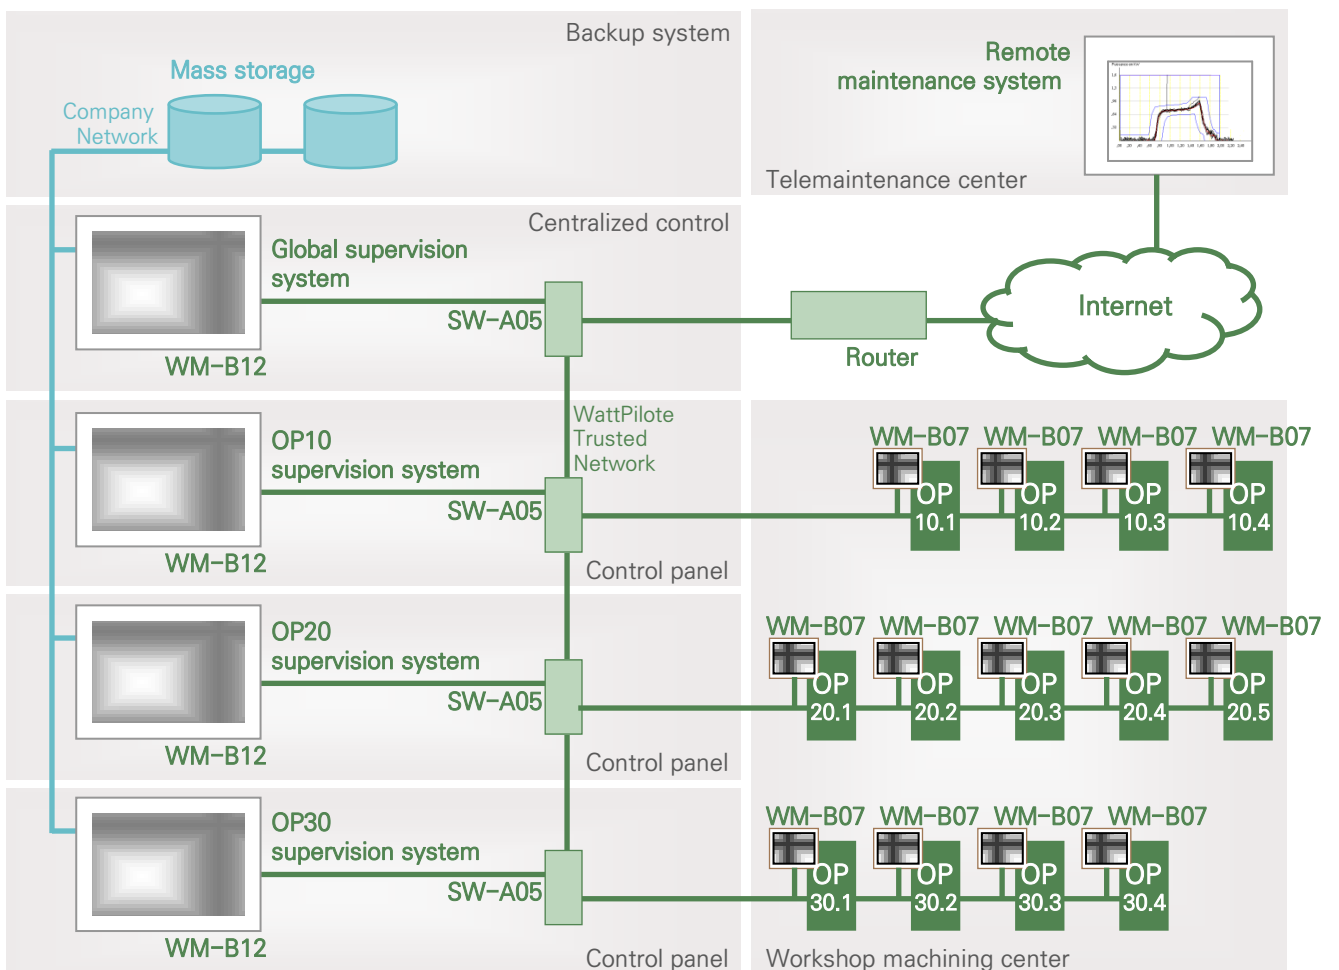 Backup system
Mass storage
Company
Network
Remote
maintenance system
Telemaintenance center
Centralized control
Global supervision
system
SW-A05
WM-B12
Router
Internet
WattPilote
Trusted
Network
OP10
supervision system
SW-A05
WM-B12
Control panel
WM-B07 WM-B07 WM-B07 WM-B07
OP OP OP OP
10.1 10.2 10.3 10.4
OP20
supervision system
SW-A05
WM-B12
Control panel
WM-B07 WM-B07 WM-B07 WM-B07 WM-B07
OP OP OP OP OP
20.1 20.2 20.3 20.4 20.5
OP30
supervision system
SW-A05
WM-B12
Control panel
WM-B07 WM-B07 WM-B07 WM-B07
OP OP OP OP
30.1 30.2 30.3 30.4
Workshop machining center